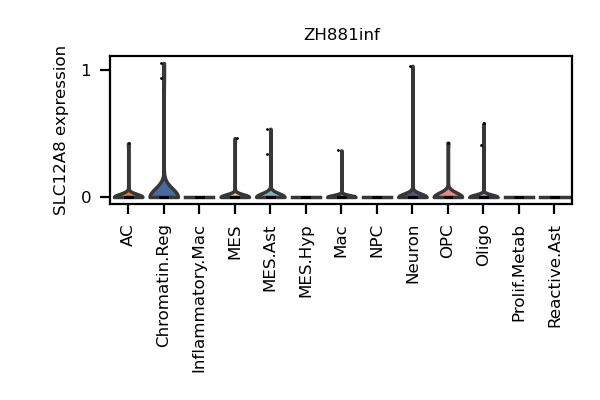 ZH881inf
SLC12A8 expression
1
0
AC
Chromatin.Reg
Inflammatory.Mac
MES
MES.Ast
MES.Hyp
Mac
NPC
Neuron
OPC
Oligo
Prolif.Metab
Reactive.Ast